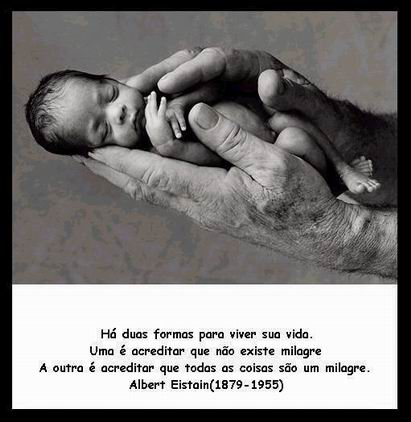 Há duas formas para viver sua vida.
Uma é acreditar que não existe milagre
A outra é acreditar que todas as coisas são um milagre.
Albert Eistain(1879-1955)